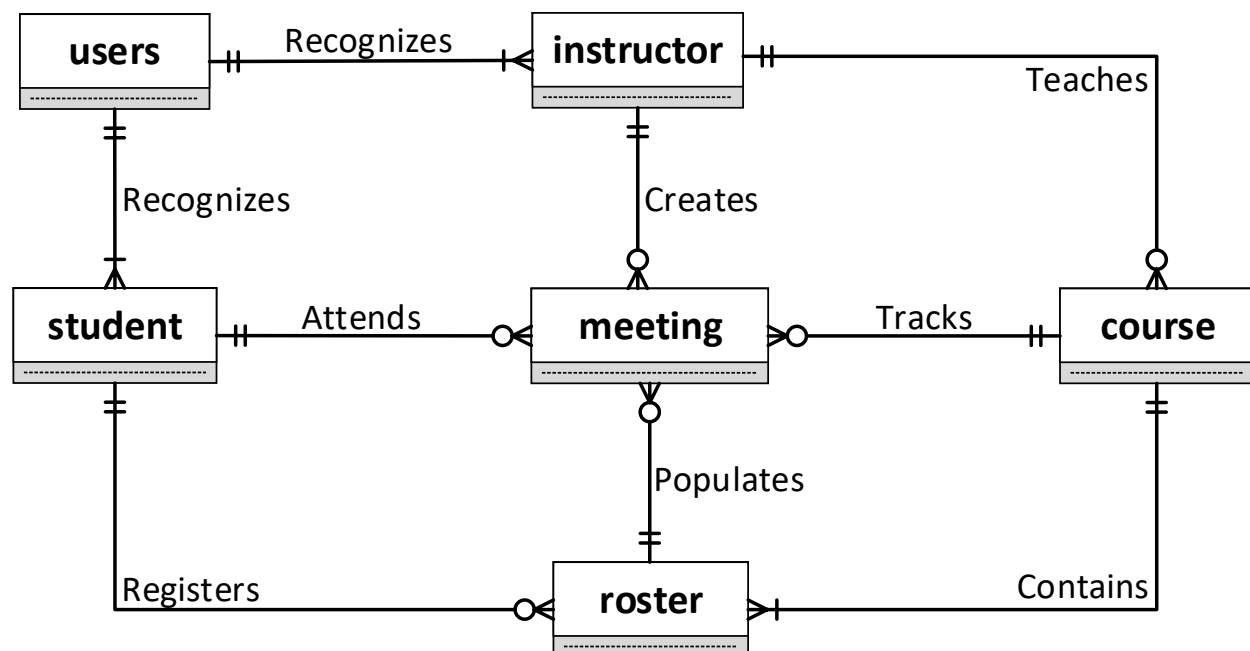 users
Recognizes
instructor
Teaches
Recognizes
Creates
student
Attends
meeting
Tracks
course
Populates
Registers
roster
Contains